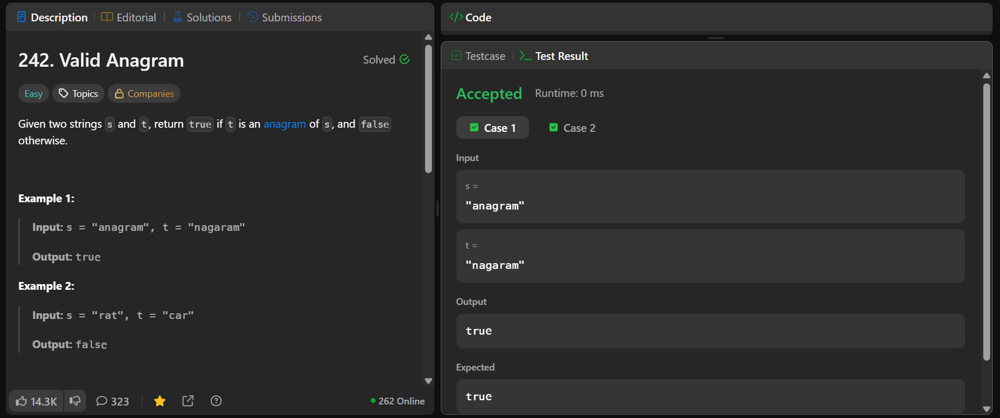 Description Editorial Solutions Submissions
242. Valid Anagram
Solved
Easy Topics Companies
Given two strings s and t, return true if t is an anagram of s, and false
otherwise.
Example 1:
Input: s = "anagram", t = "nagaram"
Output: true
Example 2:
Input: s = "rat", t = "car"
Output: false
14.3K 323 262 Online
</> Code
Testcase >_ Test Result
Accepted Runtime: 0 ms
Case 1 Case 2
Input
s =
"anagram"
t =
"nagaram"
Output
true
Expected
true